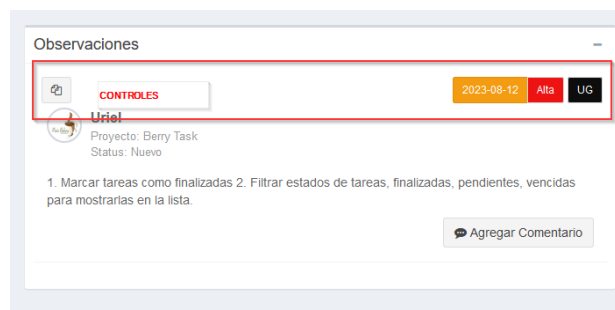 Observaciones
CONTROLES
2023-08-12 Alta UG
Uriel
Proyecto: Berry Task
Status: Nuevo
1. Marcar tareas como finalizadas 2. Filtrar estados de tareas, finalizadas, pendientes, vencidas
para mostrarlas en la lista.
Agregar Comentario